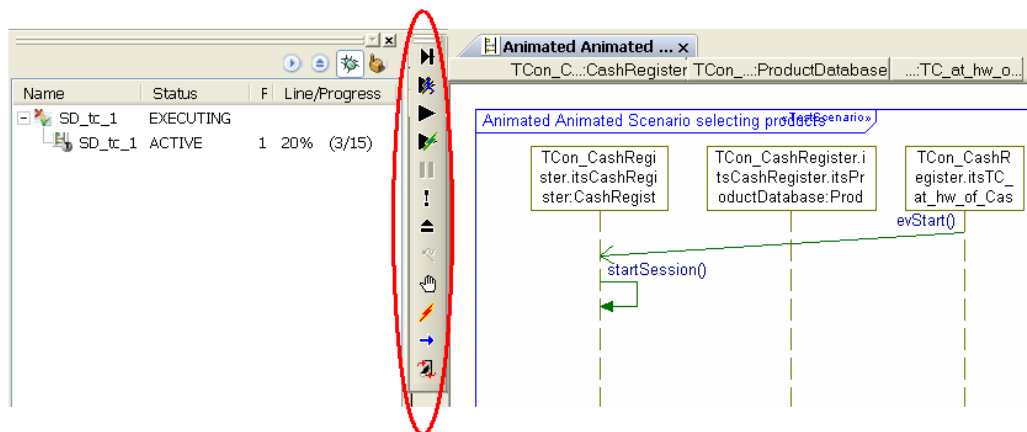 Name Status F Line/Progress
SD_tc_1 EXECUTING
SD_tc_1 ACTIVE 1 20% (3/15)
Animated Animated ... x
TCon_C...:CashRegister TCon_...:ProductDatabase ...:TC_at_hw_o...
Animated Animated Scenario selecting products «TestScenario»
TCon_CashRegi
ster.itsCashRegi
ster:CashRegist
TCon_CashRegister.i
tsCashRegister.itsPr
oductDatabase:Prod
TCon_CashR
egister.itsTC_
at_hw_of_Cas
evStart()
startSession()